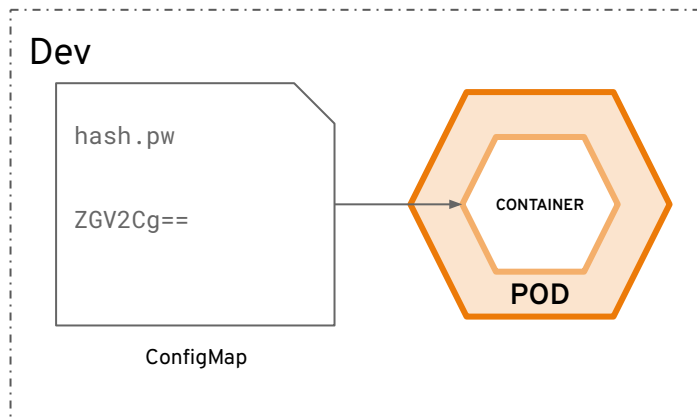 Dev
hash.pw
ZGV2Cg==
ConfigMap
CONTAINER
POD